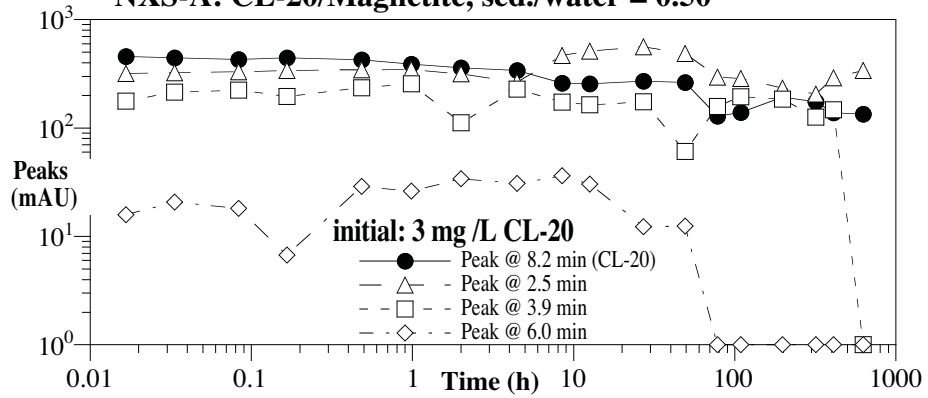 NXS-A: CL-20/Magnetite, sed./water = 0.50
10³
10²
Peaks
(mAU)
10¹
10⁰
initial: 3 mg /L CL-20
Peak @ 8.2 min (CL-20)
Peak @ 2.5 min
Peak @ 3.9 min
Peak @ 6.0 min
0.01
0.1
1
10
100
1000
Time (h)